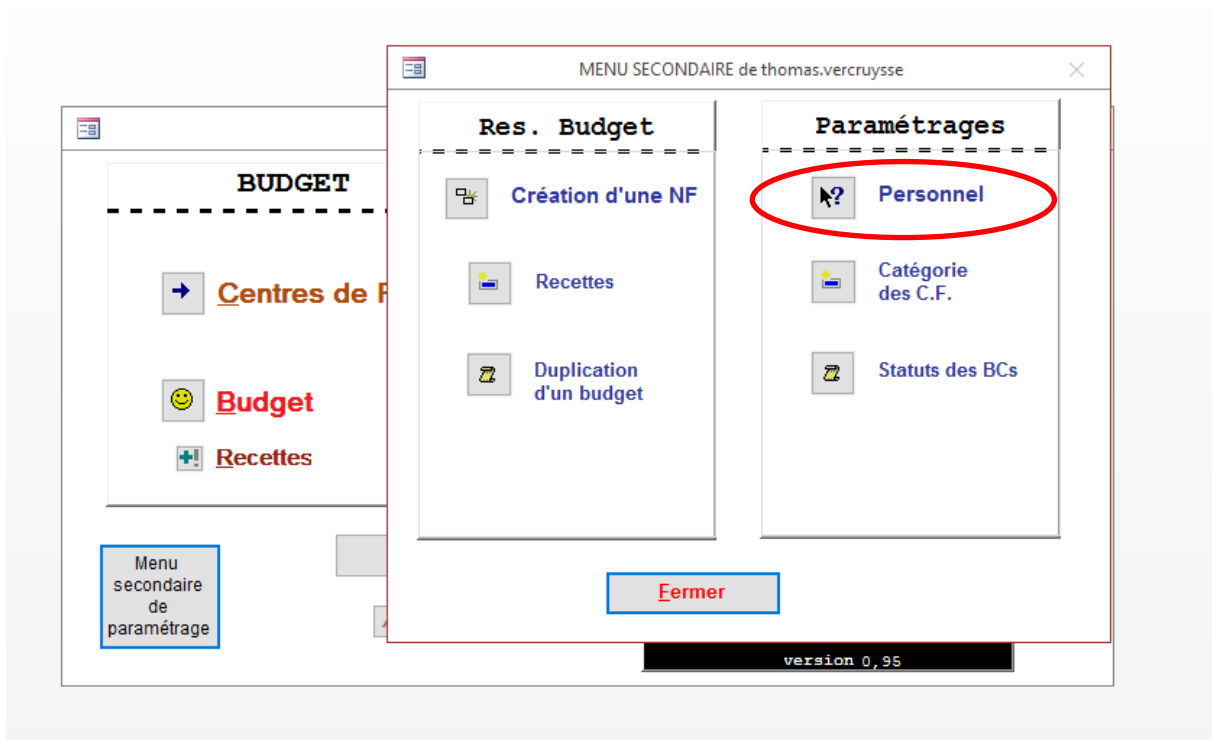 MENU SECONDAIRE de thomas.vercruysse
Res. Budget
Création d'une NF
Recettes
Duplication
d'un budget
Paramétrages
Personnel
Catégorie
des C.F.
Statuts des BCs
Fermer
BUDGET
Centres de
Budget
Recettes
Menu
secondaire
de
paramétrage
version 0,95